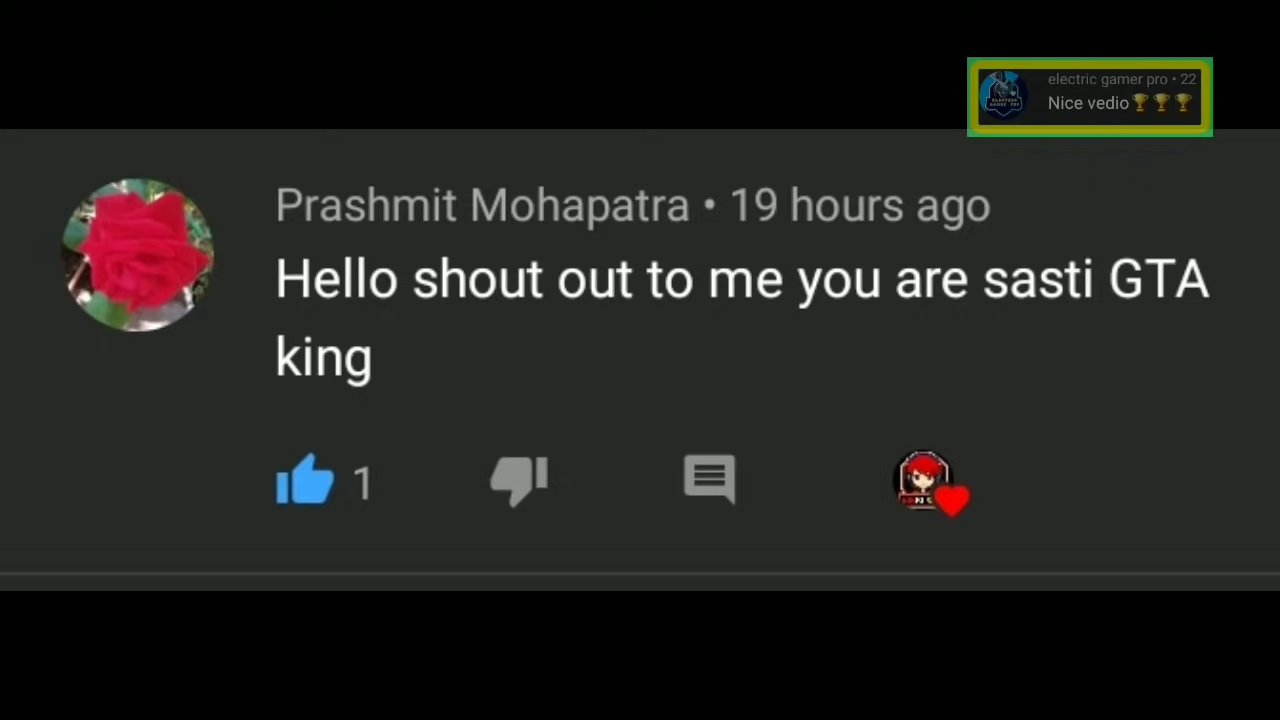 electric gamer pro • 22
Nice vedio🏆🏆🏆
Prashmit Mohapatra • 19 hours ago
Hello shout out to me you are sasti GTA
king
1